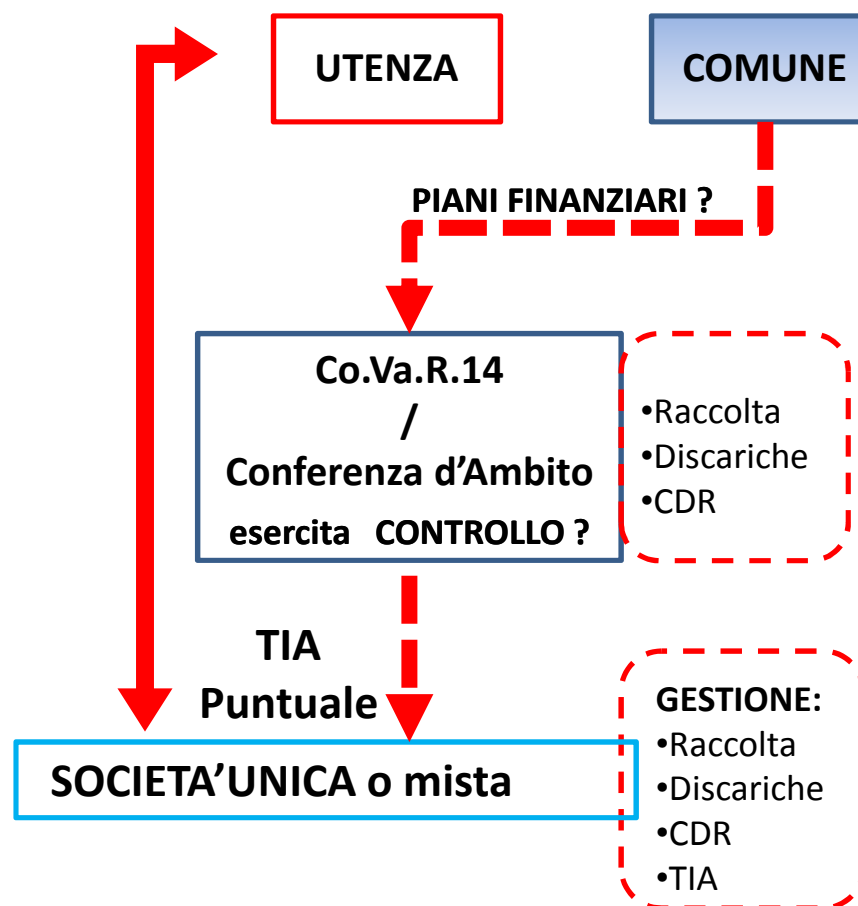 UTENZA
COMUNE
PIANI FINANZIARI ?
Co.Va.R.14
/
Conferenza d’Ambito
esercita CONTROLLO ?
•Raccolta
•Discariche
•CDR
TIA
Puntuale
SOCIETA’UNICA o mista
GESTIONE:
•Raccolta
•Discariche
•CDR
•TIA